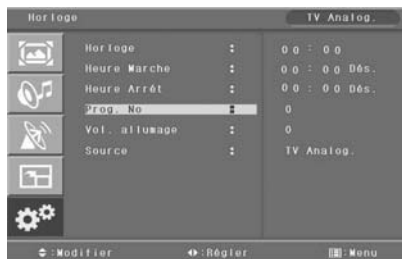 Horloge TV Analog.
Horloge : 00 : 00
Heure Marche : 00 : 00 Dés.
Heure Arrêt : 00 : 00 Dés.
Prog. No : 0
Vol. allumage : 0
Source : TV Analog.
:Modifier :Régler :Menu